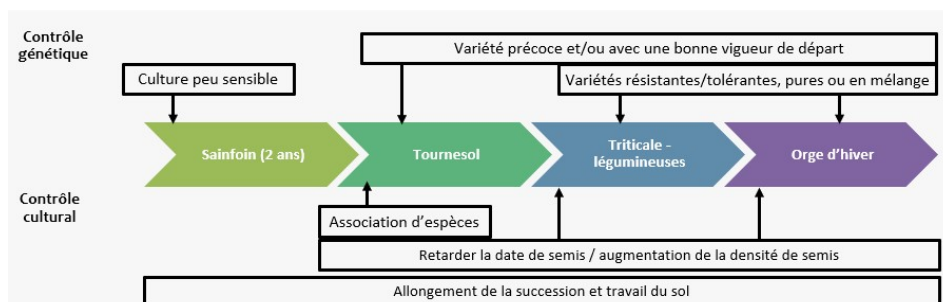 Contrôle
génétique
Variété précoce et/ou avec une bonne vigueur de départ
Culture peu sensible
Variétés résistantes/tolérantes, pures ou en mélange
Sainfoin (2 ans)
Tournesol
Triticale -
légumineuses
Orge d’hiver
Contrôle
cultural
Association d’espèces
Retarder la date de semis / augmentation de la densité de semis
Allongement de la succession et travail du sol